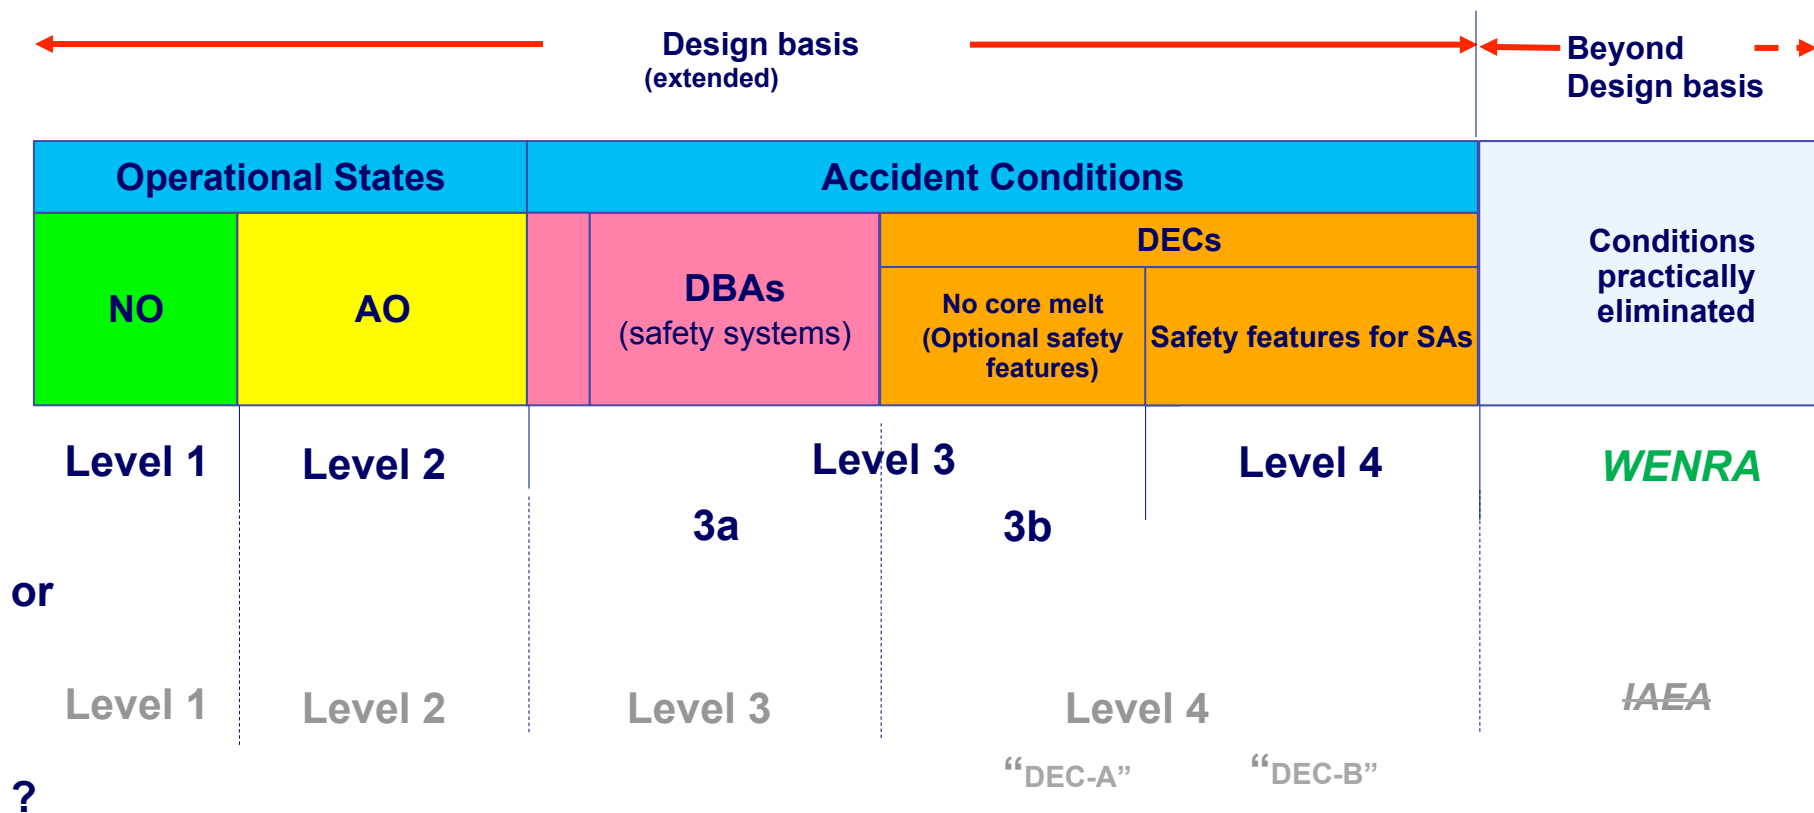 Design basis
(extended)
Beyond
Design basis
Operational States
Accident Conditions
NO
AO
DBAs
(safety systems)
DECs
No core melt
(Optional safety
features)
Safety features for SAs
Conditions
practically
eliminated
Level 1
Level 2
Level 3
Level 4
WENRA
3a
3b
or
Level 1
Level 2
Level 3
Level 4
IAEA
“DEC-A”
“DEC-B”
?